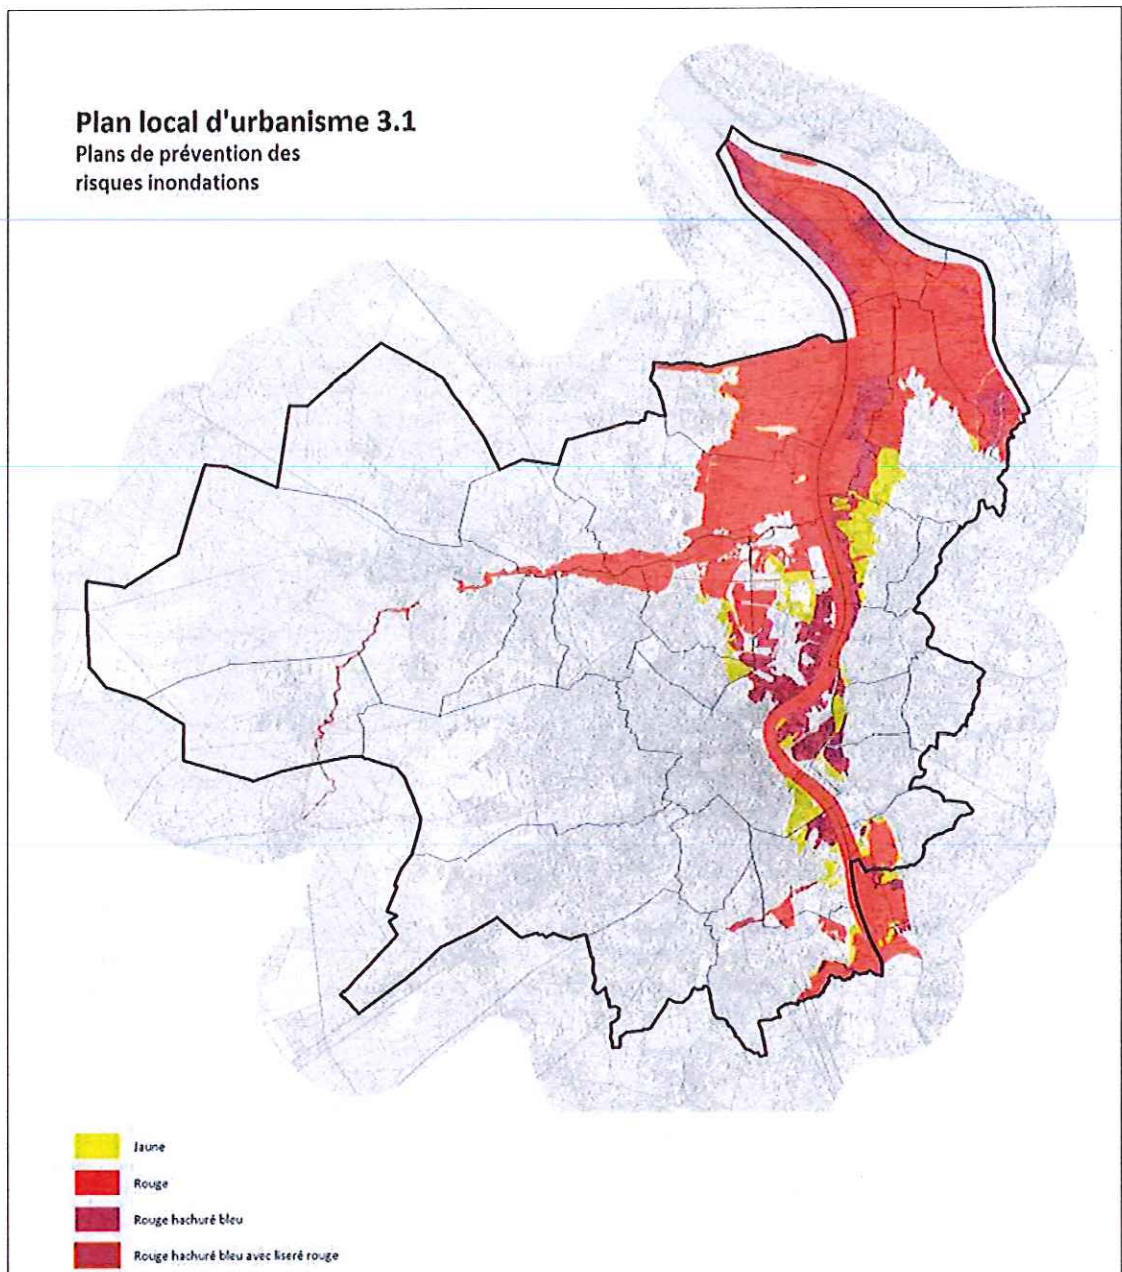 Plan local d'urbanisme 3.1
Plans de prévention des
risques inondations
Jaune
Rouge
Rouge hachuré bleu
Rouge hachuré bleu avec liseré rouge